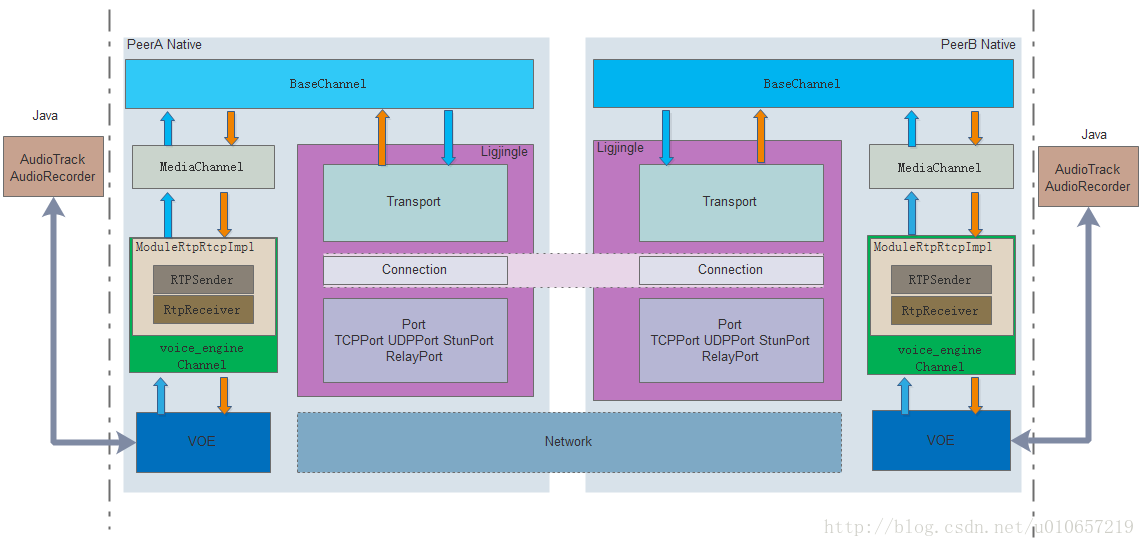 PeerA Native
BaseChannel
Java
AudioTrack
AudioRecorder
MediaChannel
ModuleRtpRtcpImpl
RTPSender
RtpReceiver
voice_engine
Channel
VOE
Ligjingle
Transport
Connection
Port
TCPPort UDPPort StunPort
RelayPort
Network
PeerB Native
BaseChannel
Ligjingle
Transport
Connection
Port
TCPPort UDPPort StunPort
RelayPort
MediaChannel
ModuleRtpRtcpImpl
RTPSender
RtpReceiver
voice_engine
Channel
VOE
Java
AudioTrack
AudioRecorder
http://blog.csdn.net/u010657219